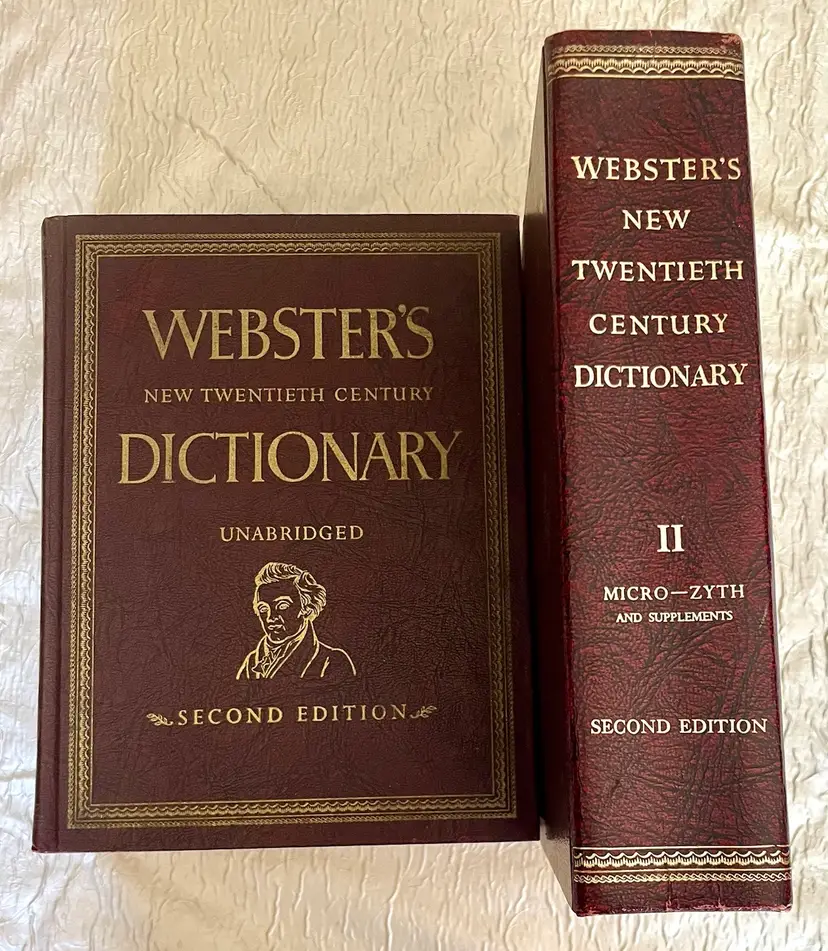 WEBSTER'S
NEW TWENTIETH CENTURY
DICTIONARY
UNABRIDGED
SECOND EDITION
WEBSTER'S
NEW
TWENTIETH
CENTURY
DICTIONARY
II
MICRO—ZYTH
AND SUPPLEMENTS
SECOND EDITION